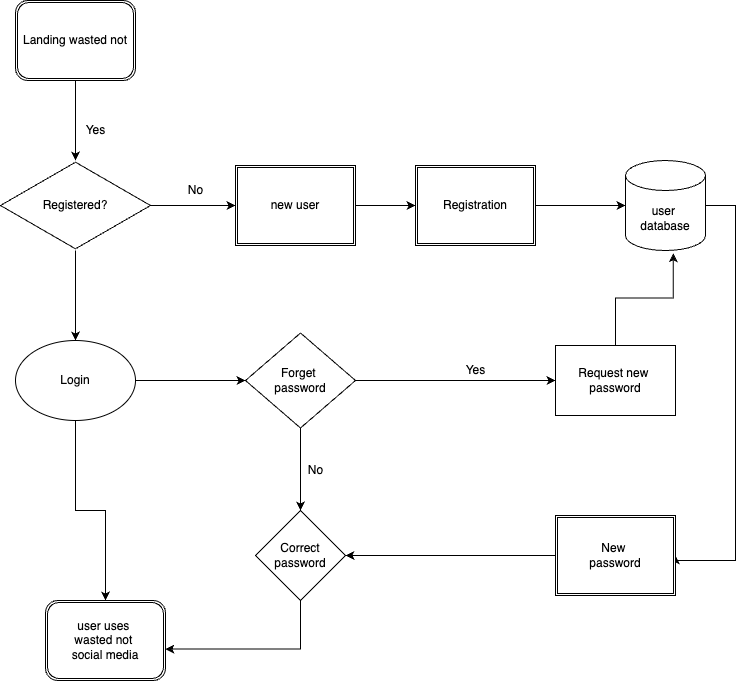 Landing wasted not
Yes
Registered?
No
new user
Registration
user
database
Login
Forget
password
Yes
Request new
password
No
Correct
password
New
password
user uses
wasted not
social media